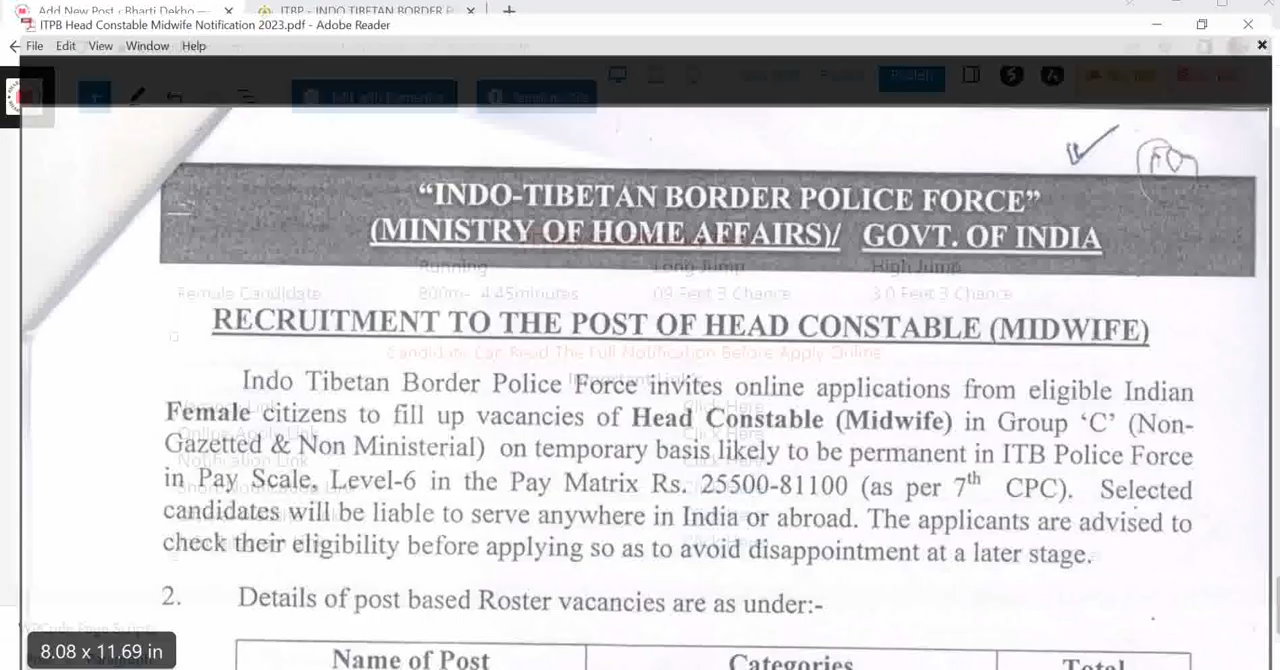 Add New Post ‹ Bharti Dekho —
ITBP - INDO TIBETAN BORDER P
ITPB Head Constable Midwife Notification 2023.pdf - Adobe Reader
File Edit View Window Help
“INDO-TIBETAN BORDER POLICE FORCE”
(MINISTRY OF HOME AFFAIRS)/ GOVT. OF INDIA
Running Long Jump High Jump
Female Candidate 800m- 4.45minutes 09 Feet 3 Chance 3.0 Feet 3 Chance
RECRUITMENT TO THE POST OF HEAD CONSTABLE (MIDWIFE)
Candidate Can Read The Full Notification Before Apply Online
Indo Tibetan Border Police Force invites online applications from eligible Indian
Female citizens to fill up vacancies of Head Constable (Midwife) in Group ‘C’ (Non-
Gazetted & Non Ministerial) on temporary basis likely to be permanent in ITB Police Force
in Pay Scale, Level-6 in the Pay Matrix Rs. 25500-81100 (as per 7th CPC). Selected
candidates will be liable to serve anywhere in India or abroad. The applicants are advised to
check their eligibility before applying so as to avoid disappointment at a later stage.
2. Details of post based Roster vacancies are as under:-
8.08 x 11.69 in
Name of Post Categories Total